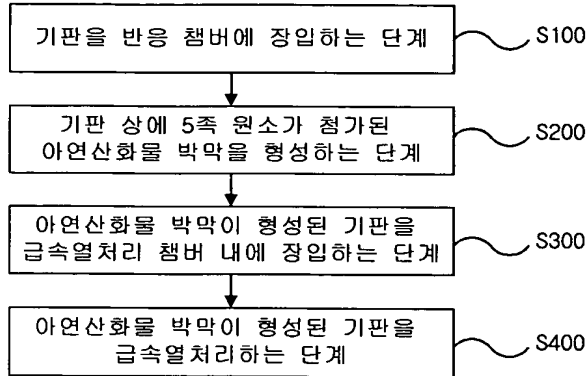 기판을 반응 챔버에 장입하는 단계
S100
기판 상에 5족 원소가 첨가된
아연산화물 박막을 형성하는 단계
S200
아연산화물 박막이 형성된 기판을
급속열처리 챔버 내에 장입하는 단계
S300
아연산화물 박막이 형성된 기판을
급속열처리하는 단계
S400